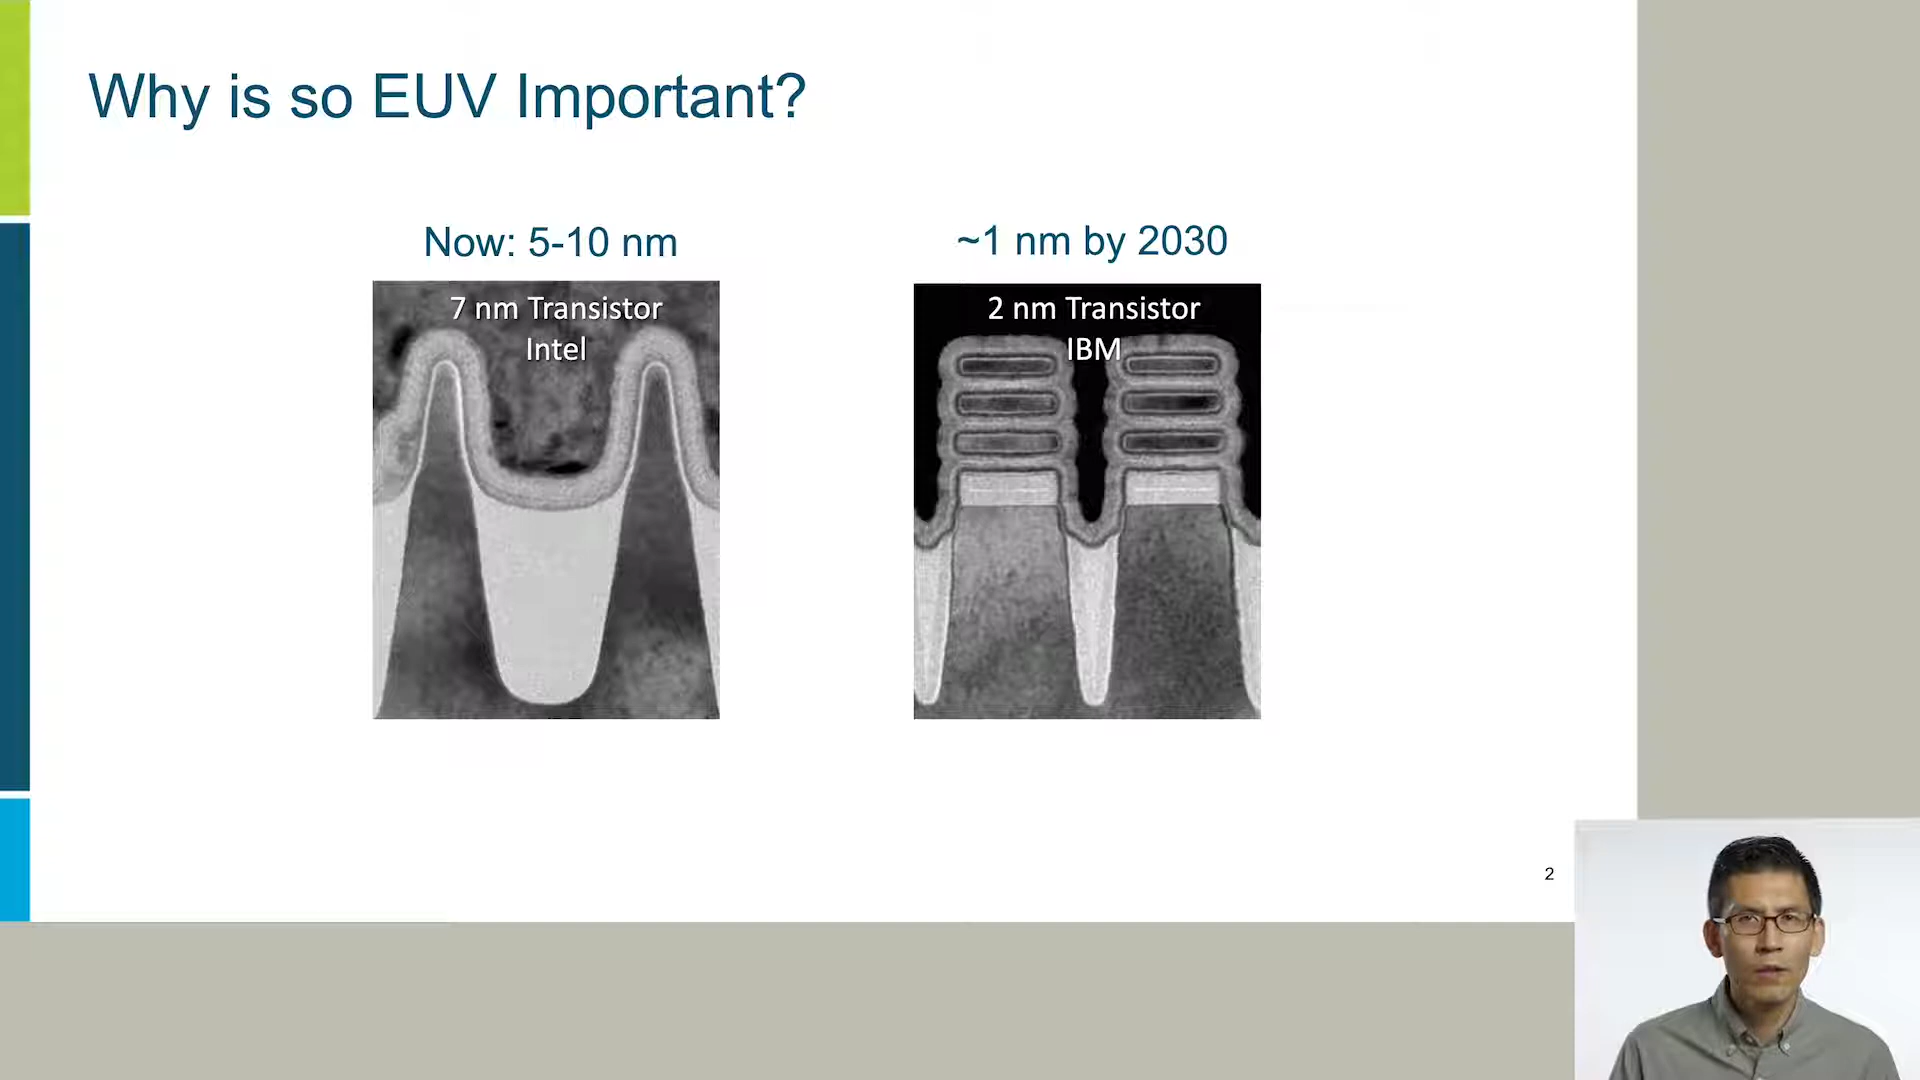 Why is so EUV Important?
Now: 5-10 nm
~1 nm by 2030
7 nm Transistor
Intel
2 nm Transistor
IBM
2